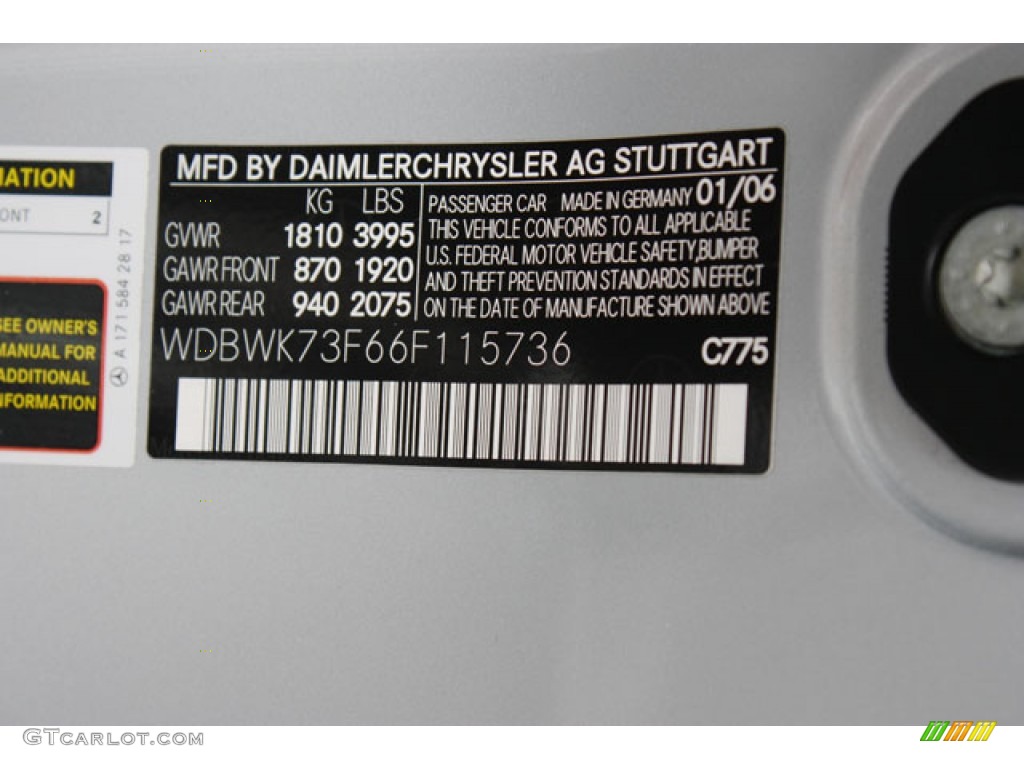 MFD BY DAIMLERCHRYSLER AG STUTTGART
KG LBS
GVWR 1810 3995
GAWR FRONT 870 1920
GAWR REAR 940 2075
PASSENGER CAR MADE IN GERMANY 01/06
THIS VEHICLE CONFORMS TO ALL APPLICABLE
U.S. FEDERAL MOTOR VEHICLE SAFETY, BUMPER
AND THEFT PREVENTION STANDARDS IN EFFECT
ON THE DATE OF MANUFACTURE SHOWN ABOVE
WDBWK73F66F115736 C775
MATION
ONT 2
SEE OWNER'S
MANUAL FOR
ADDITIONAL
NFORMATION
A 171 584 28 17
GTCARLOT.COM